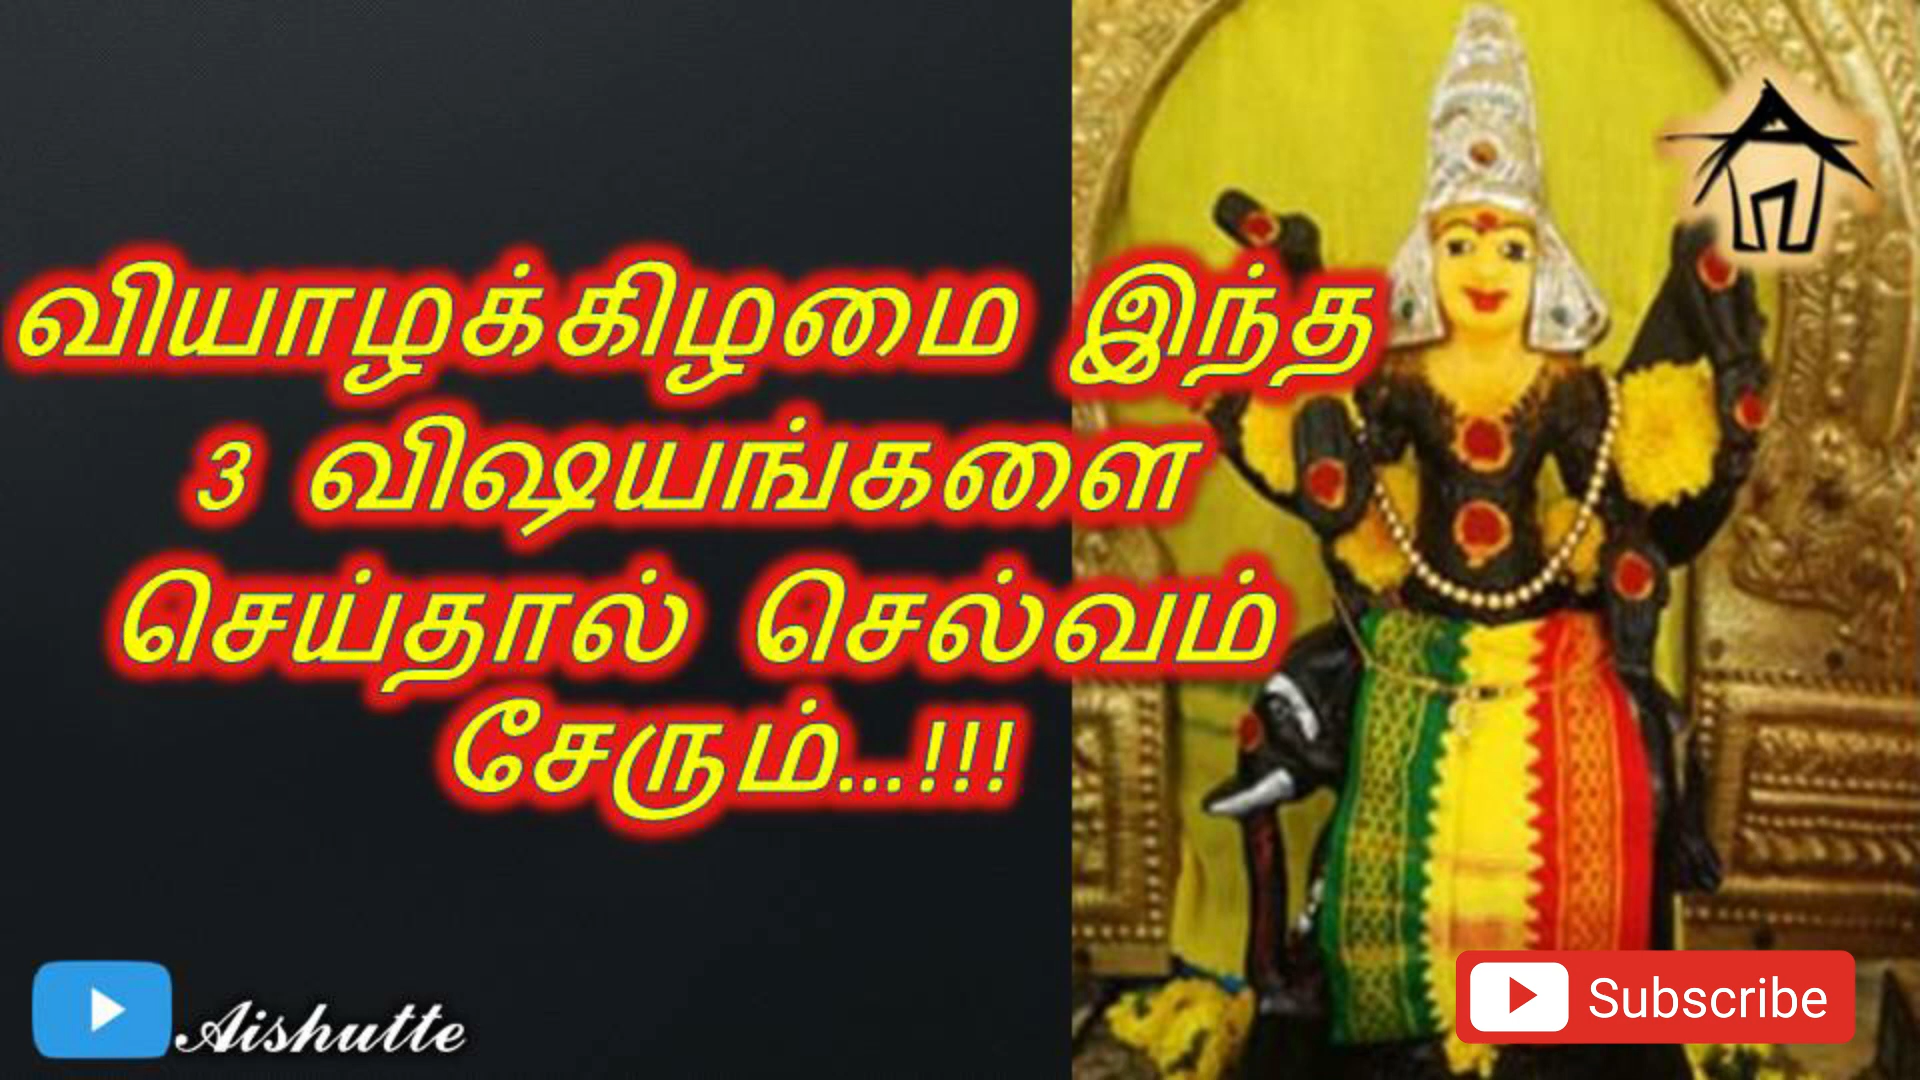 வியாழக்கிழமை இந்த
3 விஷயங்களை
செய்தால் செல்வம்
சேரும்...!!!
Aishutte
Subscribe